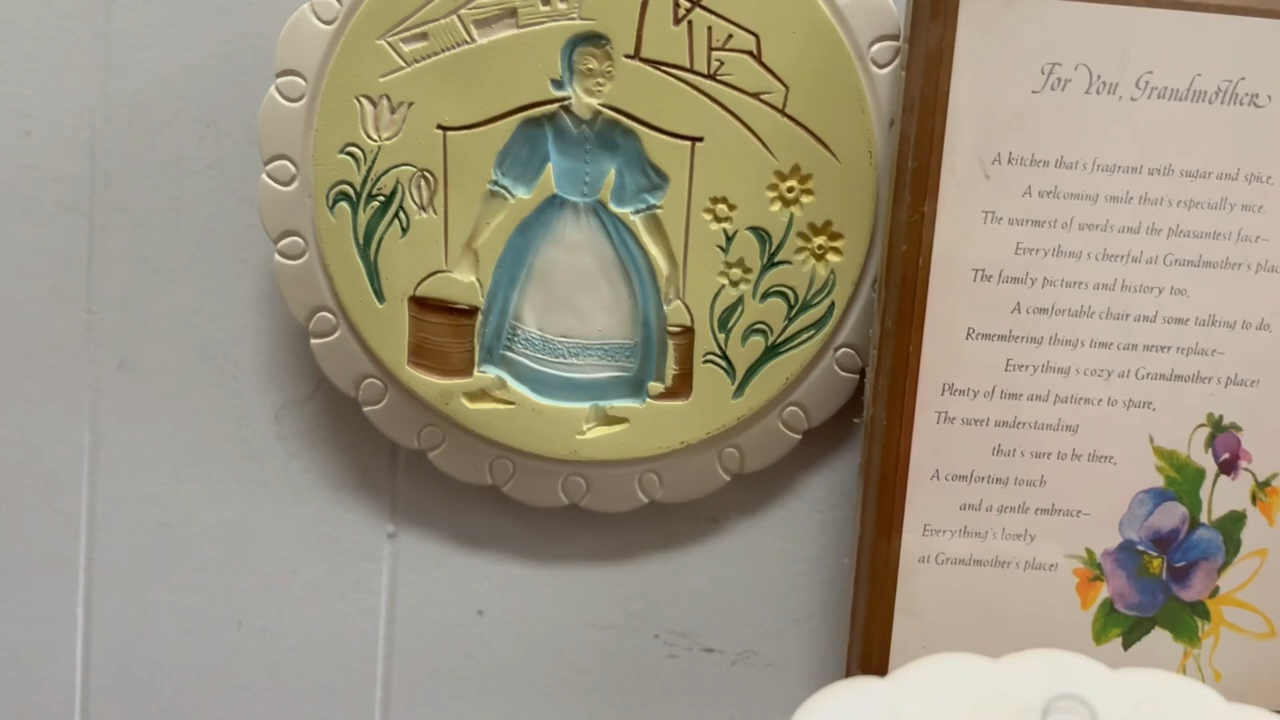 For You, Grandmother
A kitchen that's fragrant with sugar and spice,
A welcoming smile that's especially nice.
The warmest of words and the pleasantest face—
Everything's cheerful at Grandmother's plac
The family pictures and history too,
A comfortable chair and some talking to do.
Remembering things time can never replace—
Everything's cozy at Grandmother's place!
Plenty of time and patience to spare,
The sweet understanding
that's sure to be there,
A comforting touch
and a gentle embrace—
Everything's lovely
at Grandmother's place!